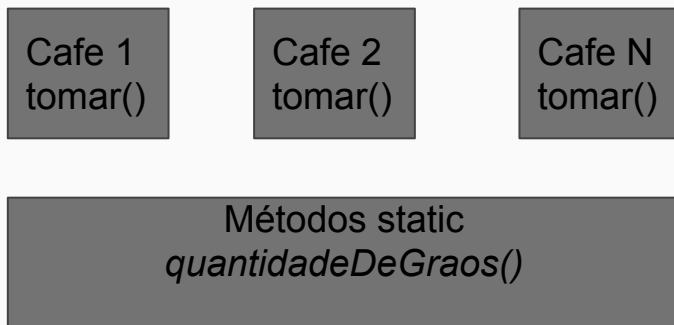 Cafe 1
tomar()
Cafe 2
tomar()
Cafe N
tomar()
Métodos static
quantidadeDeGraos()